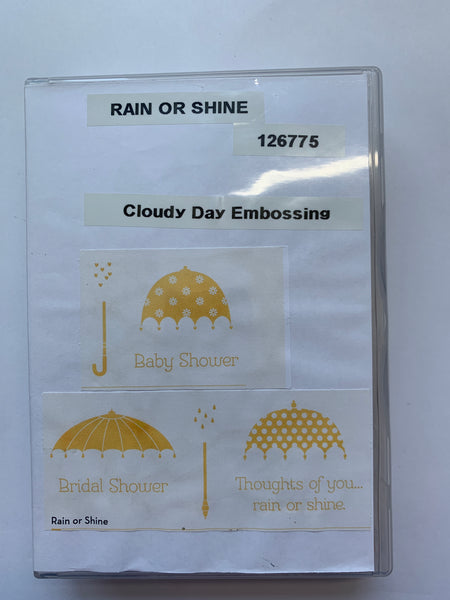 RAIN OR SHINE
126775
Cloudy Day Embossing
Baby Shower
Bridal Shower
Thoughts of you...
rain or shine.
Rain or Shine